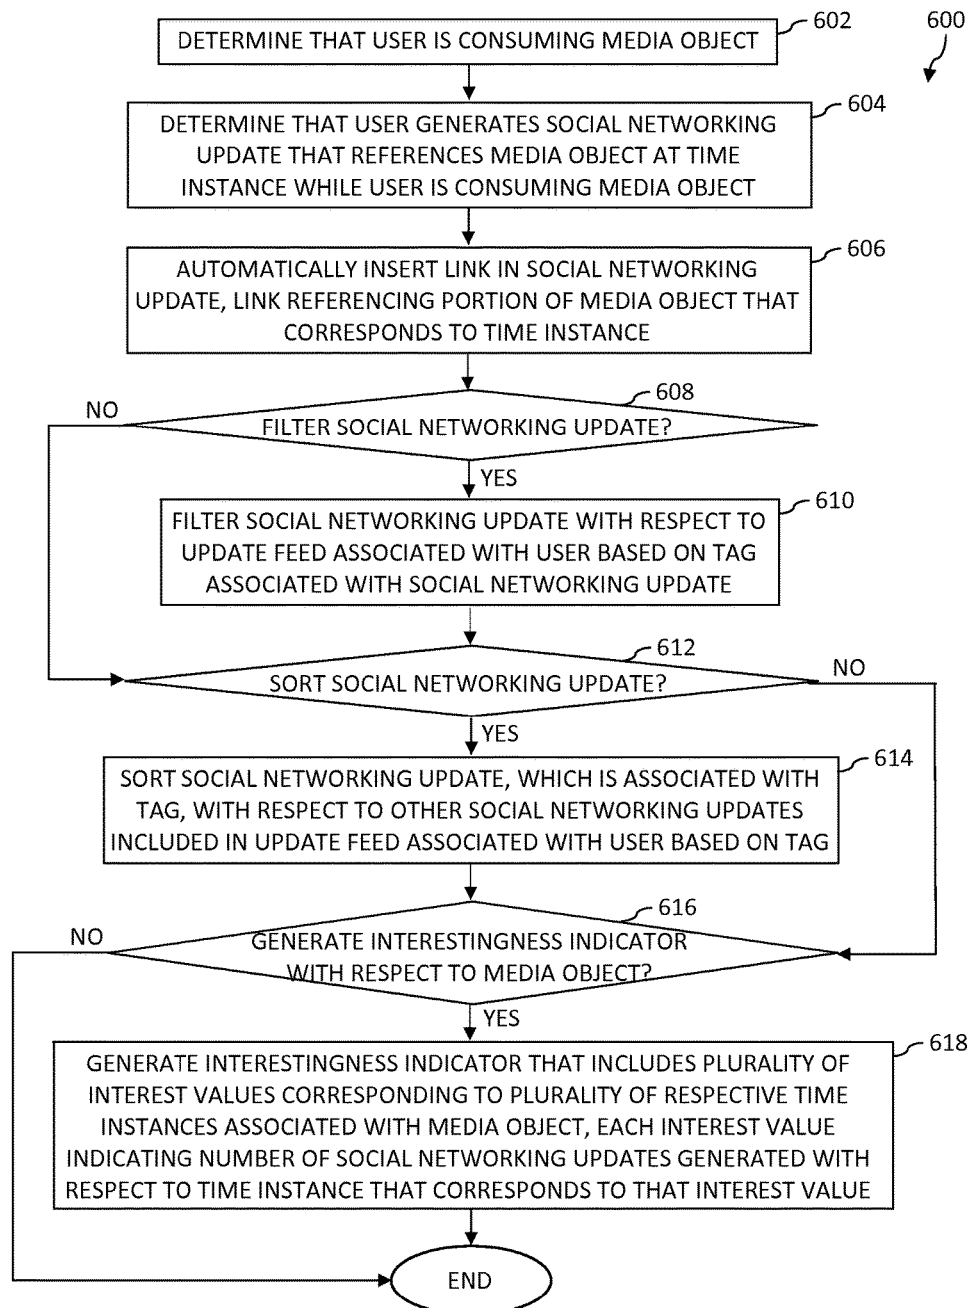 602
600
DETERMINE THAT USER IS CONSUMING MEDIA OBJECT
604
DETERMINE THAT USER GENERATES SOCIAL NETWORKING
UPDATE THAT REFERENCES MEDIA OBJECT AT TIME
INSTANCE WHILE USER IS CONSUMING MEDIA OBJECT
606
AUTOMATICALLY INSERT LINK IN SOCIAL NETWORKING
UPDATE, LINK REFERENCING PORTION OF MEDIA OBJECT THAT
CORRESPONDS TO TIME INSTANCE
608
NO
FILTER SOCIAL NETWORKING UPDATE?
YES
610
FILTER SOCIAL NETWORKING UPDATE WITH RESPECT TO
UPDATE FEED ASSOCIATED WITH USER BASED ON TAG
ASSOCIATED WITH SOCIAL NETWORKING UPDATE
612
NO
SORT SOCIAL NETWORKING UPDATE?
YES
614
SORT SOCIAL NETWORKING UPDATE, WHICH IS ASSOCIATED WITH
TAG, WITH RESPECT TO OTHER SOCIAL NETWORKING UPDATES
INCLUDED IN UPDATE FEED ASSOCIATED WITH USER BASED ON TAG
616
NO
GENERATE INTERESTINGNESS INDICATOR
WITH RESPECT TO MEDIA OBJECT?
YES
618
GENERATE INTERESTINGNESS INDICATOR THAT INCLUDES PLURALITY OF
INTEREST VALUES CORRESPONDING TO PLURALITY OF RESPECTIVE TIME
INSTANCES ASSOCIATED WITH MEDIA OBJECT, EACH INTEREST VALUE
INDICATING NUMBER OF SOCIAL NETWORKING UPDATES GENERATED WITH
RESPECT TO TIME INSTANCE THAT CORRESPONDS TO THAT INTEREST VALUE
END